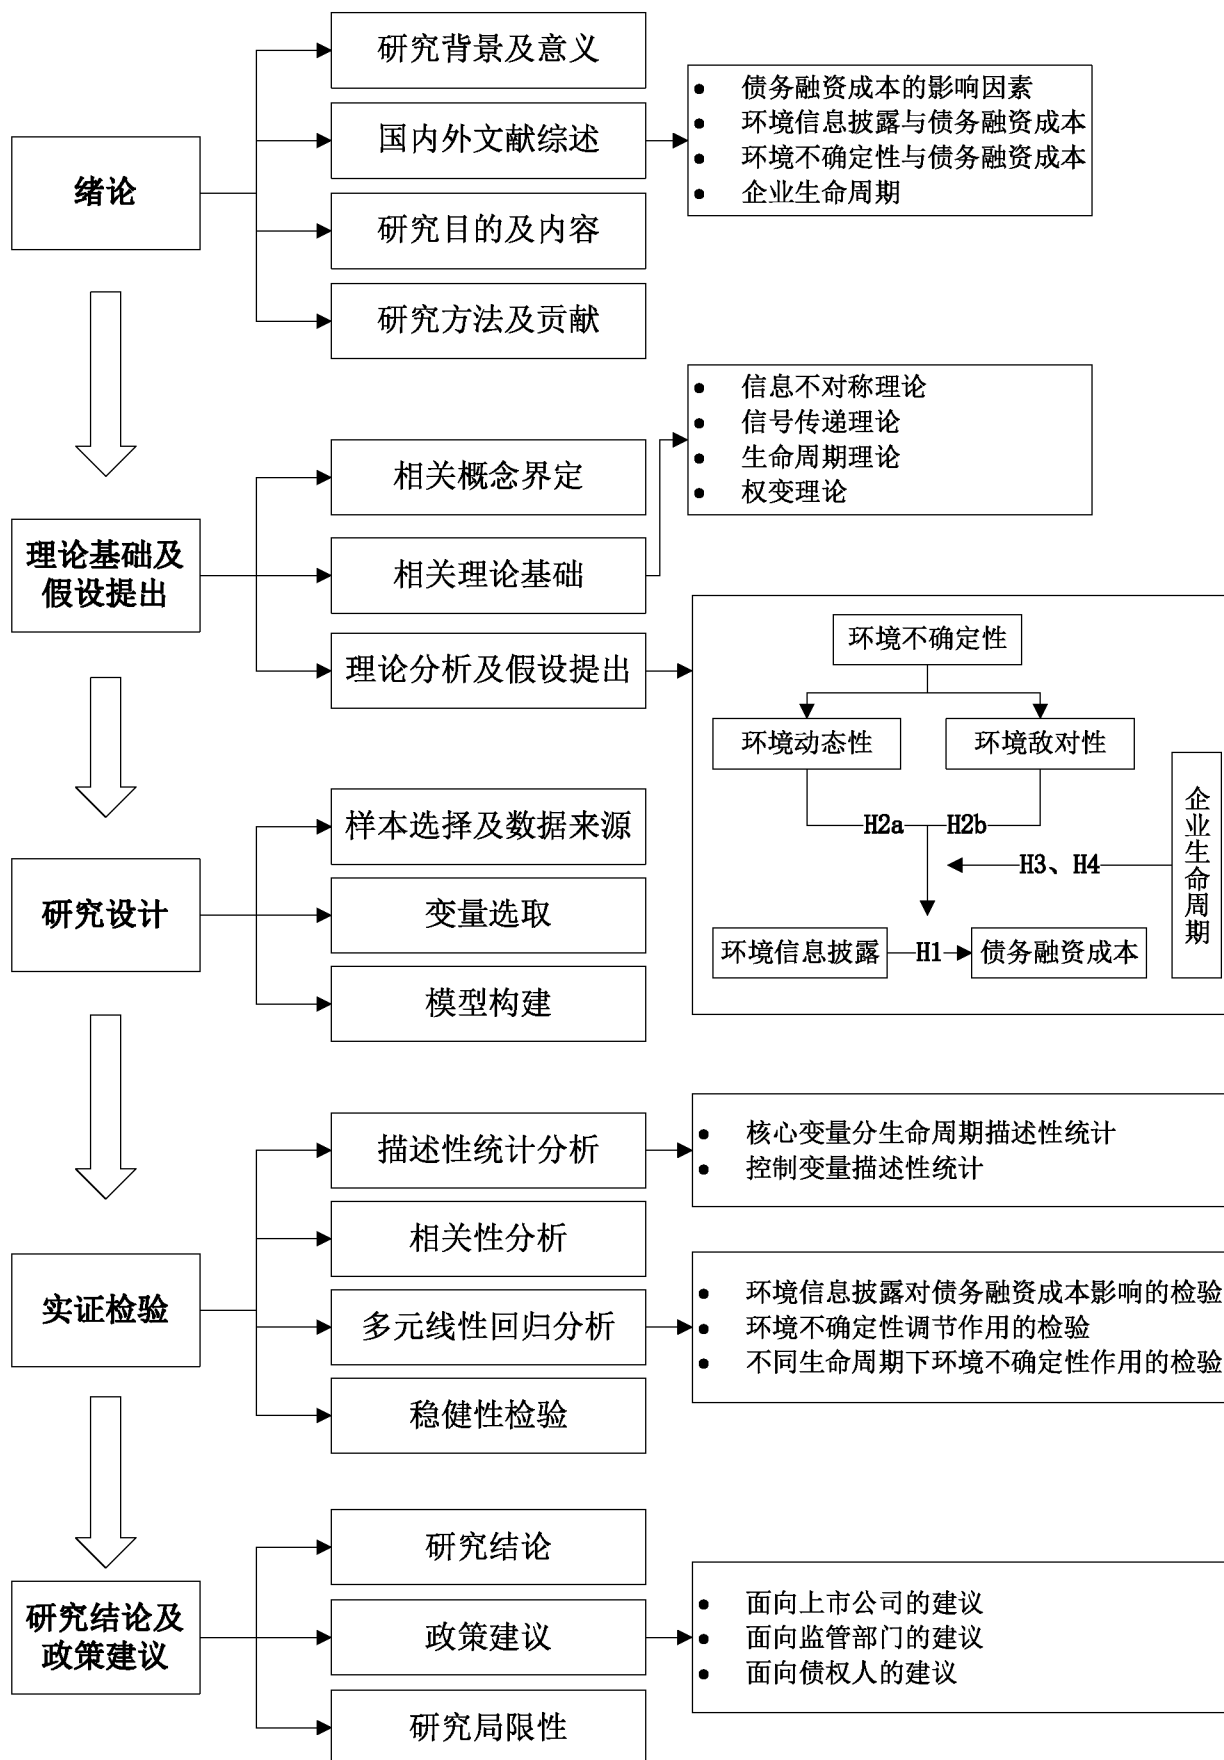 绪论
研究背景及意义
国内外文献综述
研究目的及内容
研究方法及贡献
债务融资成本的影响因素
环境信息披露与债务融资成本
环境不确定性与债务融资成本
企业生命周期
理论基础及
假设提出
相关概念界定
相关理论基础
理论分析及假设提出
信息不对称理论
信号传递理论
生命周期理论
权变理论
环境不确定性
环境动态性
环境敌对性
H2a
H2b
H3、H4
企业生命周期
环境信息披露
H1
债务融资成本
研究设计
样本选择及数据来源
变量选取
模型构建
实证检验
描述性统计分析
相关性分析
多元线性回归分析
稳健性检验
核心变量分生命周期描述性统计
控制变量描述性统计
环境信息披露对债务融资成本影响的检验
环境不确定性调节作用的检验
不同生命周期下环境不确定性作用的检验
研究结论及
政策建议
研究结论
政策建议
研究局限性
面向上市公司的建议
面向监管部门的建议
面向债权人的建议